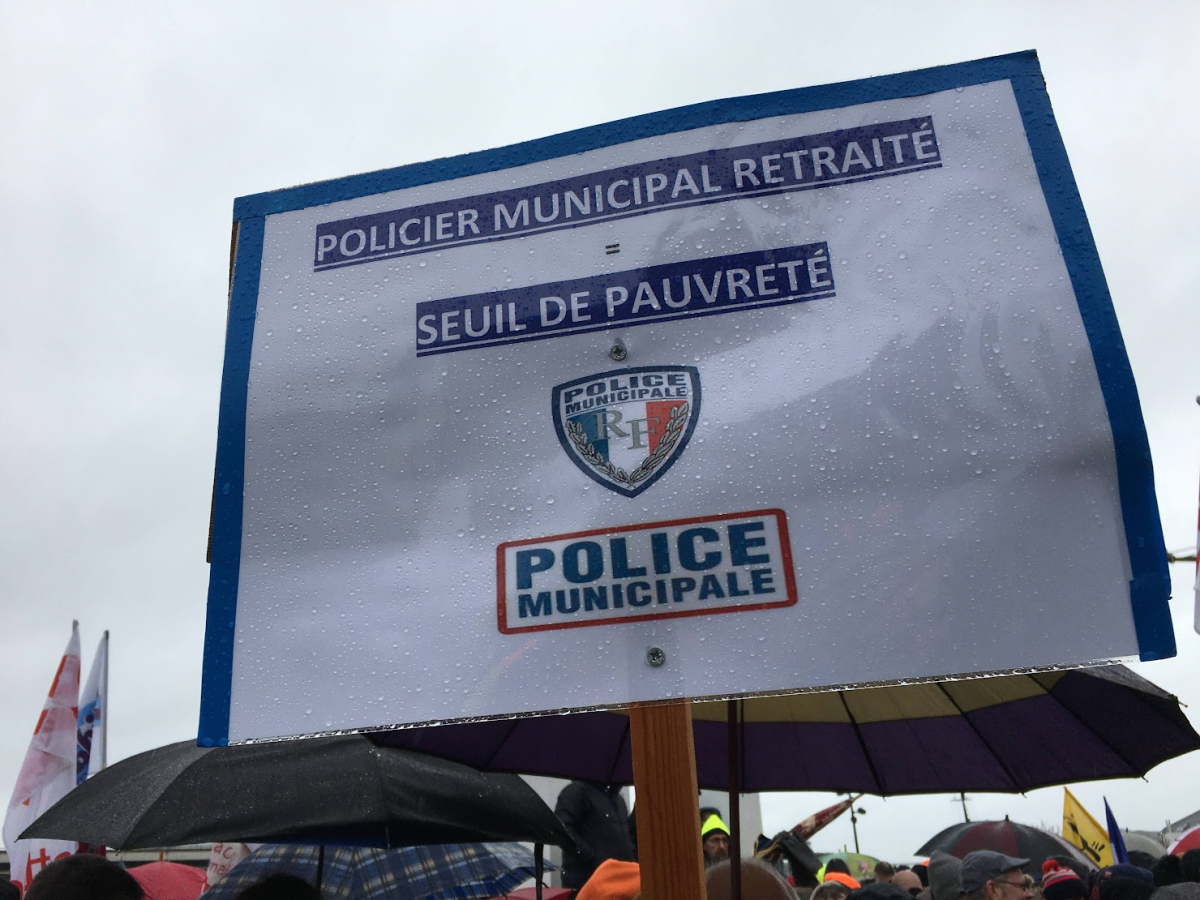 POLICIER MUNICIPAL RETRAITÉ
=
SEUIL DE PAUVRETÉ
POLICE
MUNICIPALE
RF
POLICE
MUNICIPALE